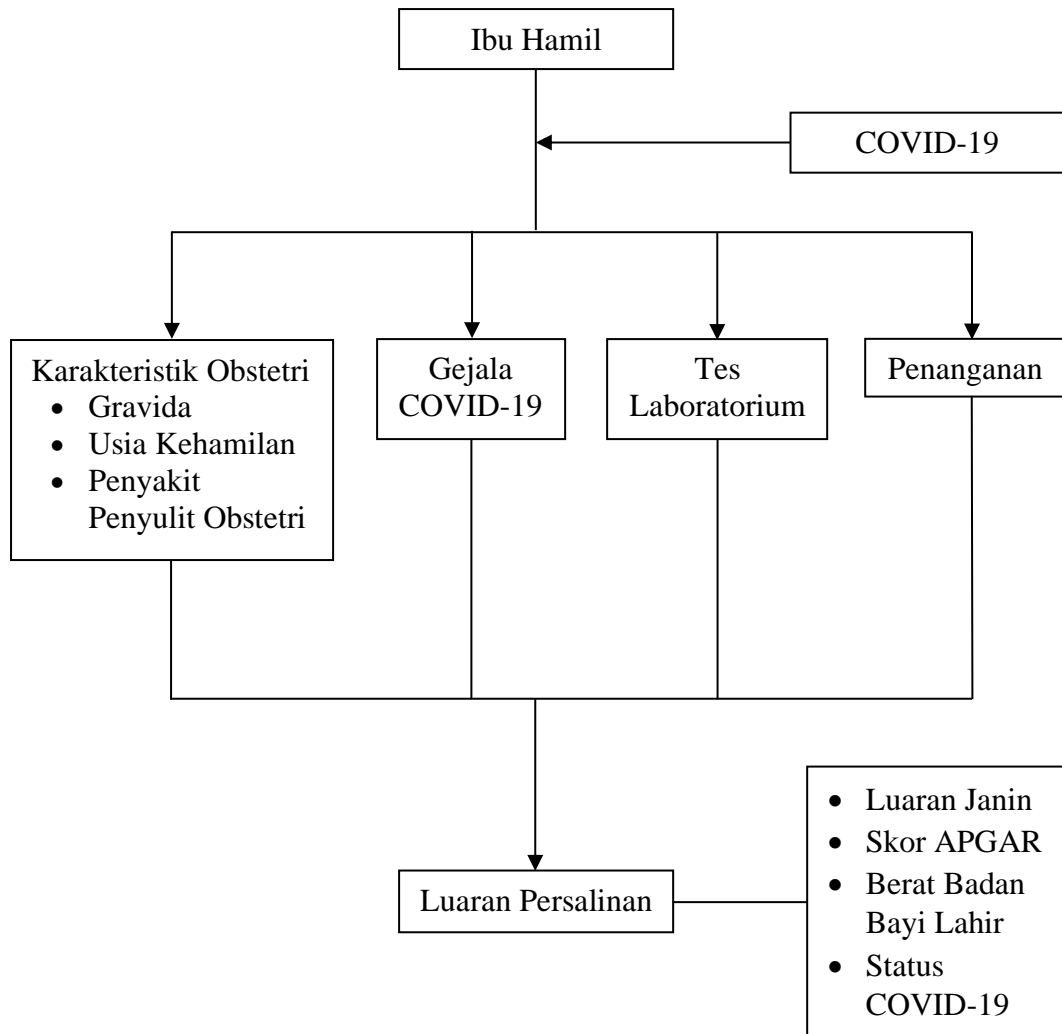 Ibu Hamil
COVID-19
Karakteristik Obstetri
• Gravida
• Usia Kehamilan
• Penyakit
Penyulit Obstetri
Gejala
COVID-19
Tes
Laboratorium
Penanganan
Luaran Persalinan
• Luaran Janin
• Skor APGAR
• Berat Badan
Bayi Lahir
• Status
COVID-19